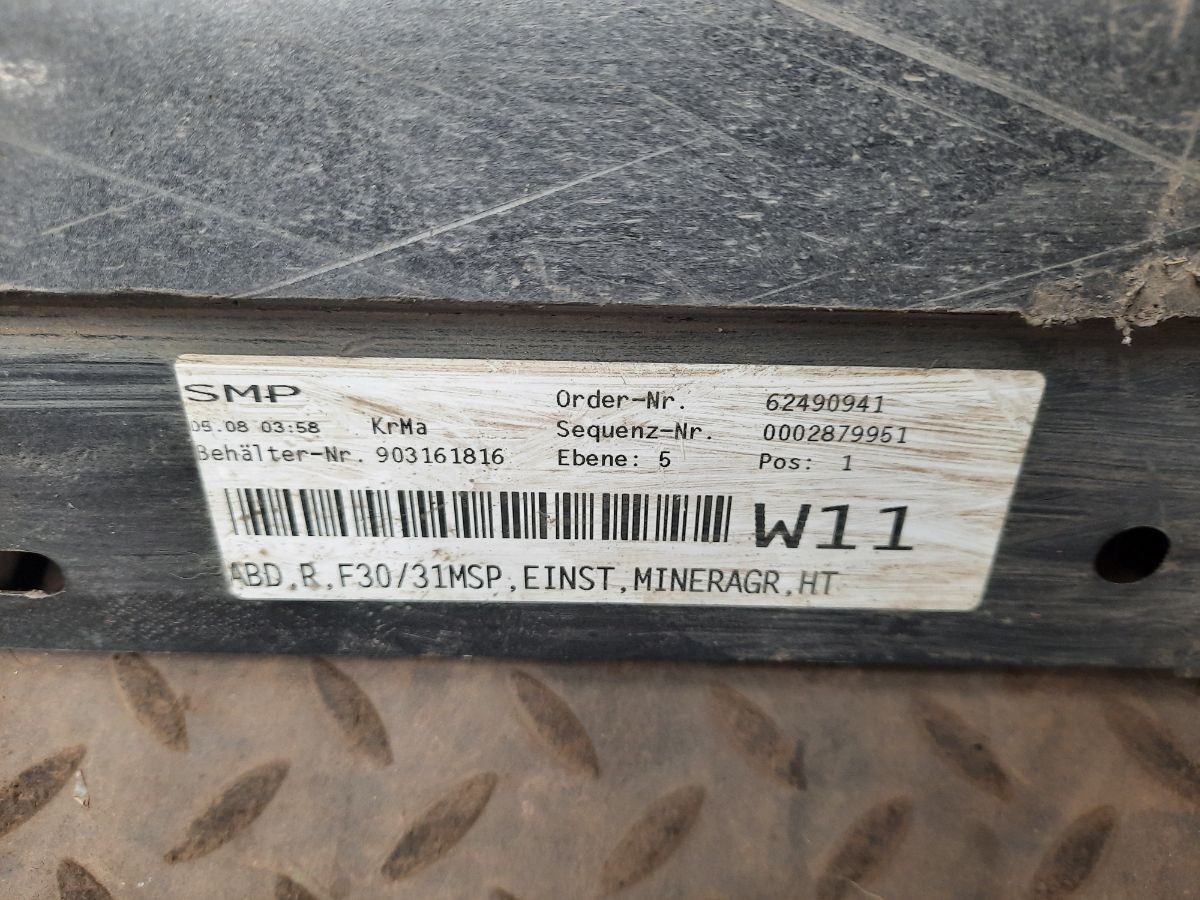 SMP
05.08 03:58 KrMa
Behälter-Nr. 903161816
Order-Nr. 62490941
Sequenz-Nr. 0002879951
Ebene: 5 Pos: 1
W11
ABD,R,F30/31MSP,EINST,MINERAGR,HT